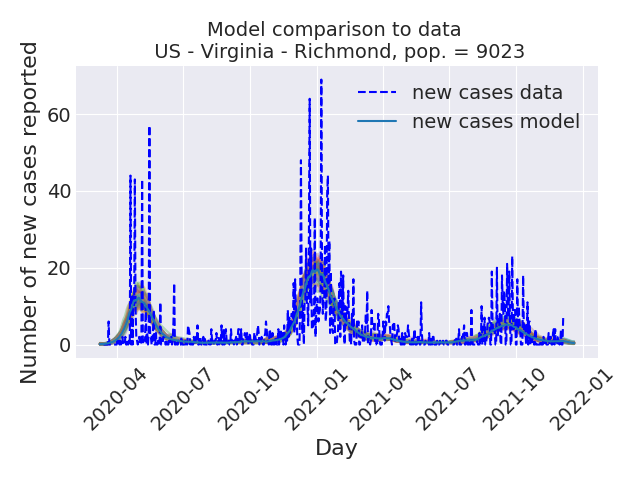 Model comparison to data
US - Virginia - Richmond, pop. = 9023
Number of new cases reported
60
40
20
0
new cases data
new cases model
2020-04
2020-07
2020-10
2021-01
2021-04
2021-07
2021-10
2022-01
Day